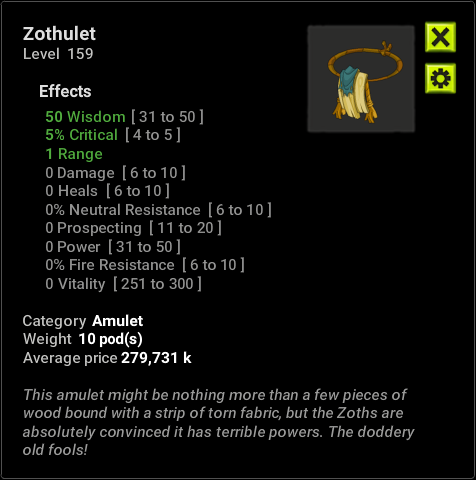 Zothulet
Level 159
Effects
50 Wisdom [ 31 to 50 ]
5% Critical [ 4 to 5 ]
1 Range
0 Damage [ 6 to 10 ]
0 Heals [ 6 to 10 ]
0% Neutral Resistance [ 6 to 10 ]
0 Prospecting [ 11 to 20 ]
0 Power [ 31 to 50 ]
0% Fire Resistance [ 6 to 10 ]
0 Vitality [ 251 to 300 ]
Category Amulet
Weight 10 pod(s)
Average price 279,731 k
This amulet might be nothing more than a few pieces of
wood bound with a strip of torn fabric, but the Zoths are
absolutely convinced it has terrible powers. The doddery
old fools!